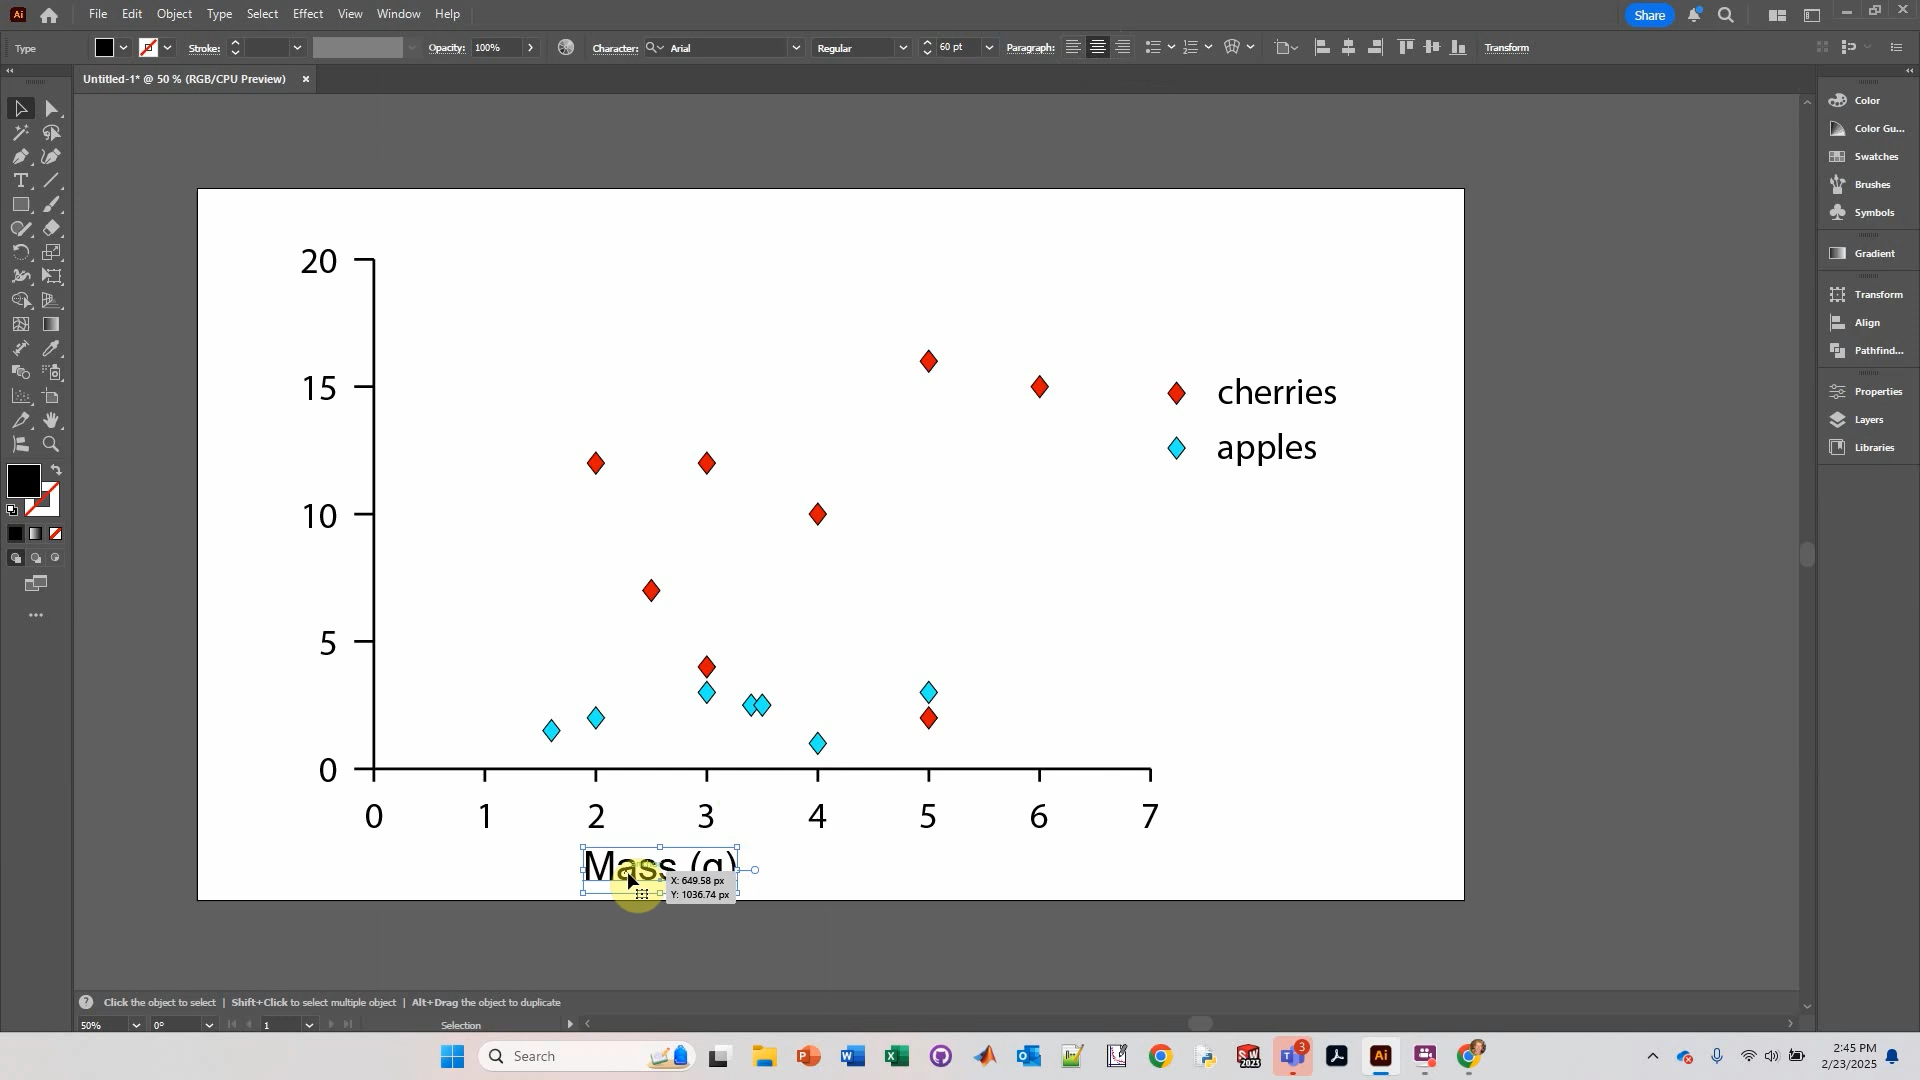 Ai File Edit Object Type Select Effect View Window Help Share
Type Stroke: Opacity: 100% Character: Arial Regular 60 pt Paragraph: Transform
Untitled-1* @ 50 % (RGB/CPU Preview) ×
Color
Color Gu...
Swatches
Brushes
Symbols
Gradient
Transform
Align
Pathfind...
Properties
Layers
Libraries
20
15
10
5
0
0 1 2 3 4 5 6 7
cherries
apples
Mass (g)
X: 649.58 px
Y: 1036.74 px
Click the object to select | Shift+Click to select multiple object | Alt+Drag the object to duplicate
50% 0° 1 Selection
Search
2:45 PM
2/23/2025